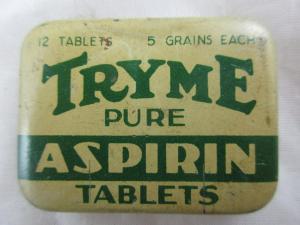 12 TABLETS 5 GRAINS EACH
TRYME
PURE
ASPIRIN
TABLETS